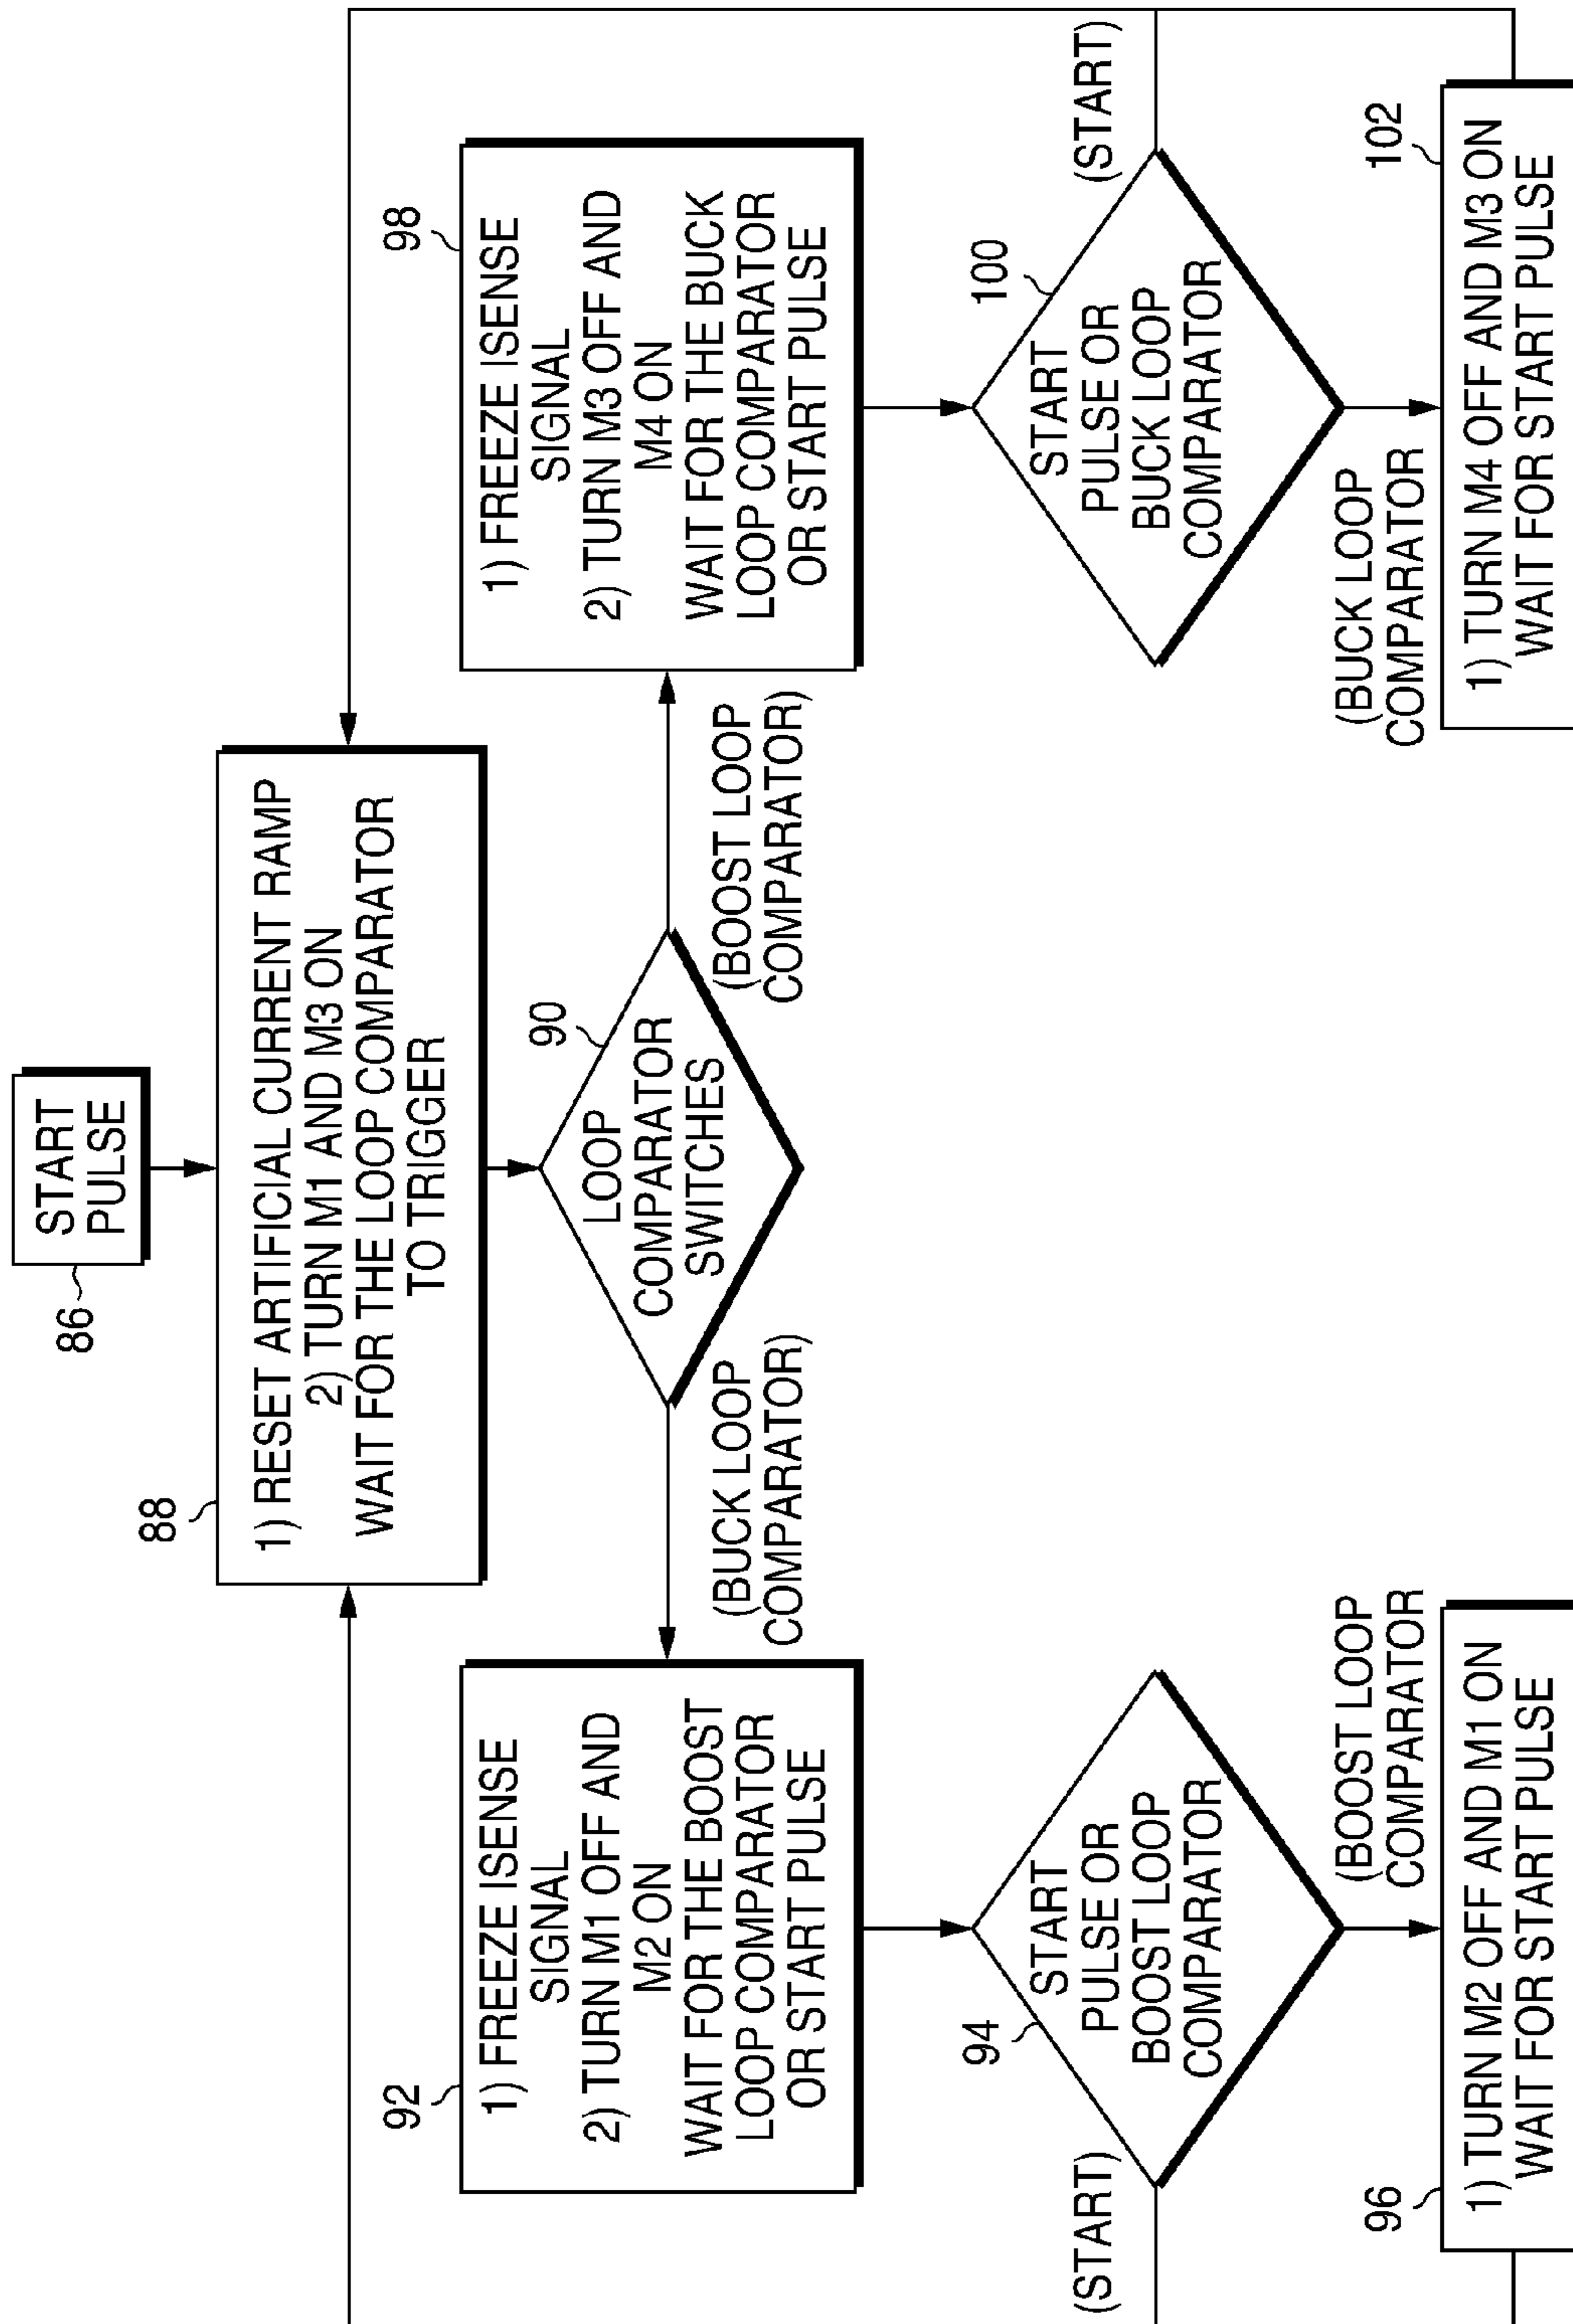 START
PULSE
86
88
1) RESET ARTIFICIAL CURRENT RAMP
2) TURN M1 AND M3 ON
WAIT FOR THE LOOP COMPARATOR
TO TRIGGER
90
LOOP
COMPARATOR
SWITCHES
(BUCK LOOP
COMPARATOR)
(BOOST LOOP
COMPARATOR)
92
1) FREEZE ISENSE
SIGNAL
2) TURN M1 OFF AND
M2 ON
WAIT FOR THE BOOST
LOOP COMPARATOR
OR START PULSE
98
1) FREEZE ISENSE
SIGNAL
2) TURN M3 OFF AND
M4 ON
WAIT FOR THE BUCK
LOOP COMPARATOR
OR START PULSE
94
START
PULSE OR
BOOST LOOP
COMPARATOR
(START)
(BOOST LOOP
COMPARATOR
100
START
PULSE OR
BUCK LOOP
COMPARATOR
(START)
(BUCK LOOP
COMPARATOR
96
1) TURN M2 OFF AND M1 ON
WAIT FOR START PULSE
102
1) TURN M4 OFF AND M3 ON
WAIT FOR START PULSE